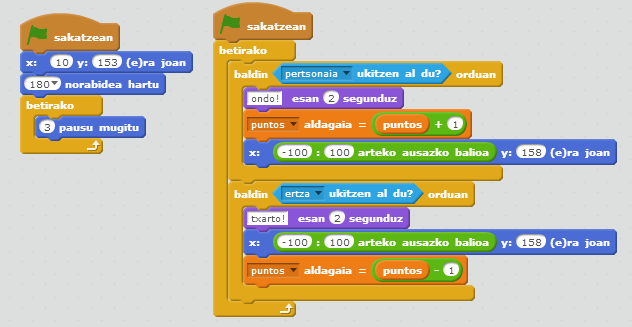 sakatzean
x: 10 y: 153 (e)ra joan
180 norabidea hartu
betirako
3 pausu mugitu
sakatzean
betirako
baldin pertsonaia ukitzen al du? orduan
ondo! esan 2 segunduz
puntos aldagaia = puntos + 1
x: -100 : 100 arteko ausazko balioa y: 158 (e)ra joan
baldin ertza ukitzen al du? orduan
txarto! esan 2 segunduz
x: -100 : 100 arteko ausazko balioa y: 158 (e)ra joan
puntos aldagaia = puntos - 1